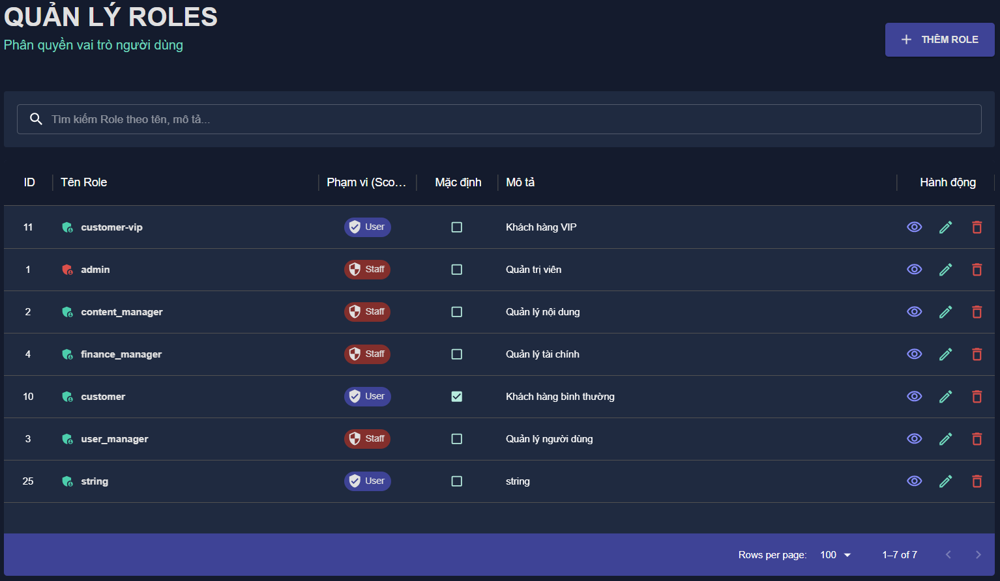 QUẢN LÝ ROLES
Phân quyền vai trò người dùng
THÊM ROLE
Tìm kiếm Role theo tên, mô tả...
ID Tên Role Phạm vi (Sco... Mặc định Mô tả Hành động
11 customer-vip User Khách hàng VIP
1 admin Staff Quản trị viên
2 content_manager Staff Quản lý nội dung
4 finance_manager Staff Quản lý tài chính
10 customer User Khách hàng bình thường
3 user_manager Staff Quản lý người dùng
25 string User string
Rows per page: 100 1–7 of 7